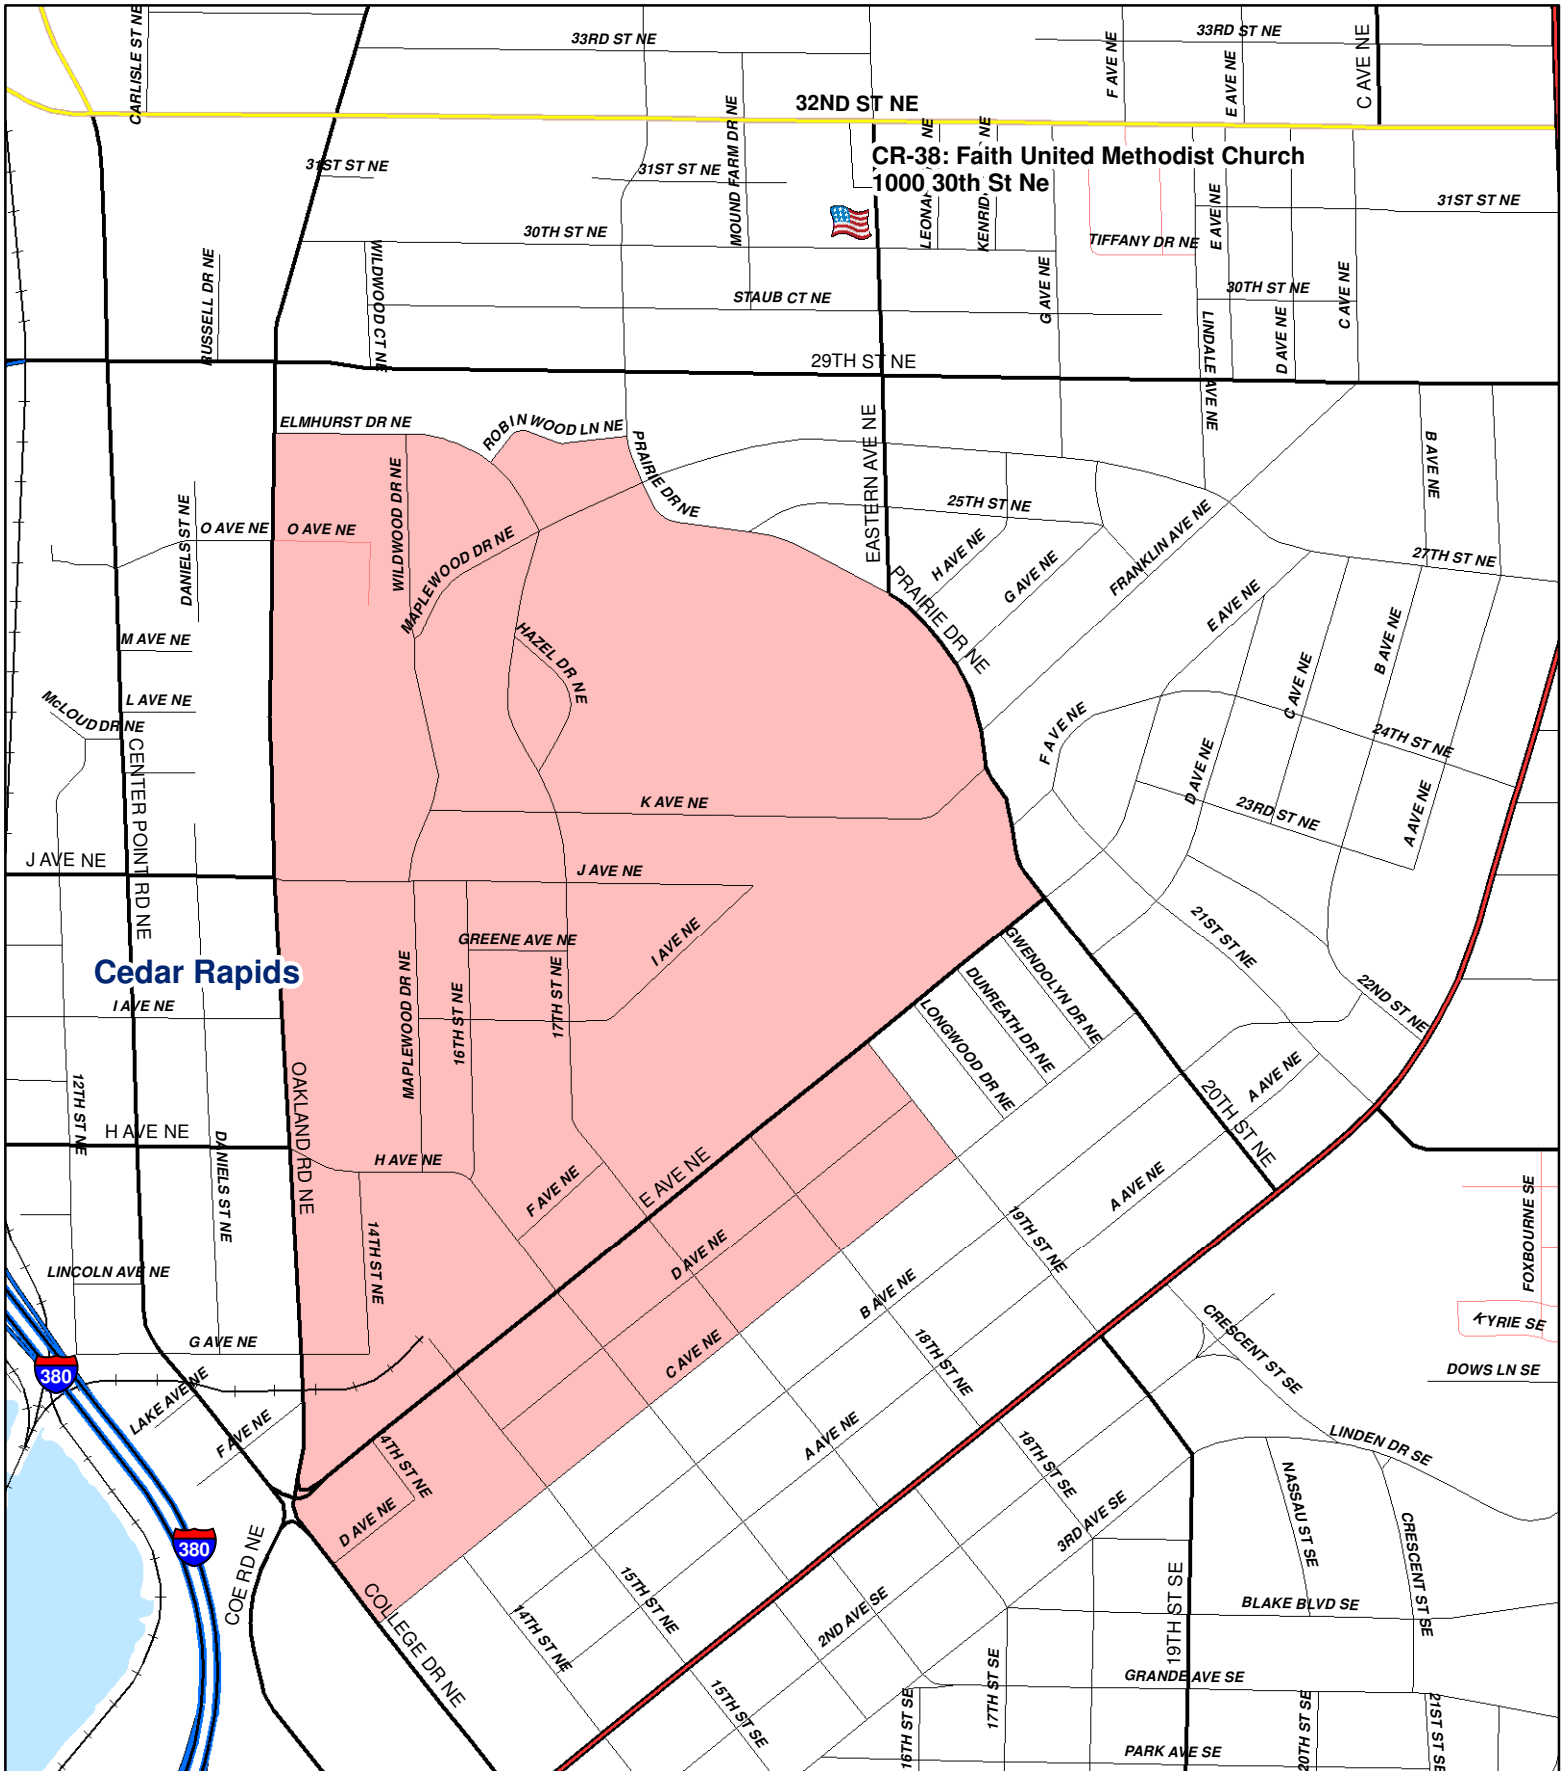 CARLISLE ST NE
33RD ST NE
33RD ST NE
F AVE NE
E AVE NE
C AVE NE
32ND ST NE
MOUND FARM DR NE
CR-38: Faith United Methodist Church
1000 30th St Ne
31ST ST NE
31ST ST NE
31ST ST NE
E AVE NE
30TH ST NE
TIFFANY DR NE
WILDWOOD CT NE
RUSSELL DR NE
STAUB CT NE
G AVE NE
30TH ST NE
LINDALE AVE NE
D AVE NE
C AVE NE
29TH ST NE
ELMHURST DR NE
ROBINWOOD LN NE
PRAIRIE DR NE
EASTERN AVE NE
B AVE NE
WILDWOOD DR NE
DANIELS ST NE
O AVE NE
O AVE NE
25TH ST NE
H AVE NE
G AVE NE
FRANKLIN AVE NE
27TH ST NE
MAPLEWOOD DR NE
PRAIRIE DR NE
E AVE NE
B AVE NE
M AVE NE
HAZEL DR NE
C AVE NE
L AVE NE
McLOUD DR NE
F AVE NE
24TH ST NE
CENTER POINT RD NE
D AVE NE
K AVE NE
23RD ST NE
A AVE NE
J AVE NE
J AVE NE
GREENE AVE NE
I AVE NE
GWENDOLYN DR NE
21ST ST NE
Cedar Rapids
MAPLEWOOD DR NE
16TH ST NE
17TH ST NE
DUNREATH DR NE
LONGWOOD DR NE
22ND ST NE
I AVE NE
OAKLAND RD NE
12TH ST NE
20TH ST NE
A AVE NE
H AVE NE
DANIELS ST NE
H AVE NE
F AVE NE
E AVE NE
A AVE NE
FOXBOURNE SE
14TH ST NE
D AVE NE
19TH ST NE
LINCOLN AVE NE
B AVE NE
G AVE NE
C AVE NE
18TH ST NE
CRESCENT ST SE
KYRIE SE
380
LAKE AVE NE
DOWS LN SE
F AVE NE
4TH ST NE
A AVE NE
18TH ST SE
LINDEN DR SE
D AVE NE
NASSAU ST SE
CRESCENT ST SE
3RD AVE SE
380
COE RD NE
COLLEGE DR NE
14TH ST NE
15TH ST NE
2ND AVE SE
19TH ST SE
BLAKE BLVD SE
15TH ST SE
16TH ST SE
17TH ST SE
GRANDE AVE SE
20TH ST SE
21ST ST SE
PARK AVE SE